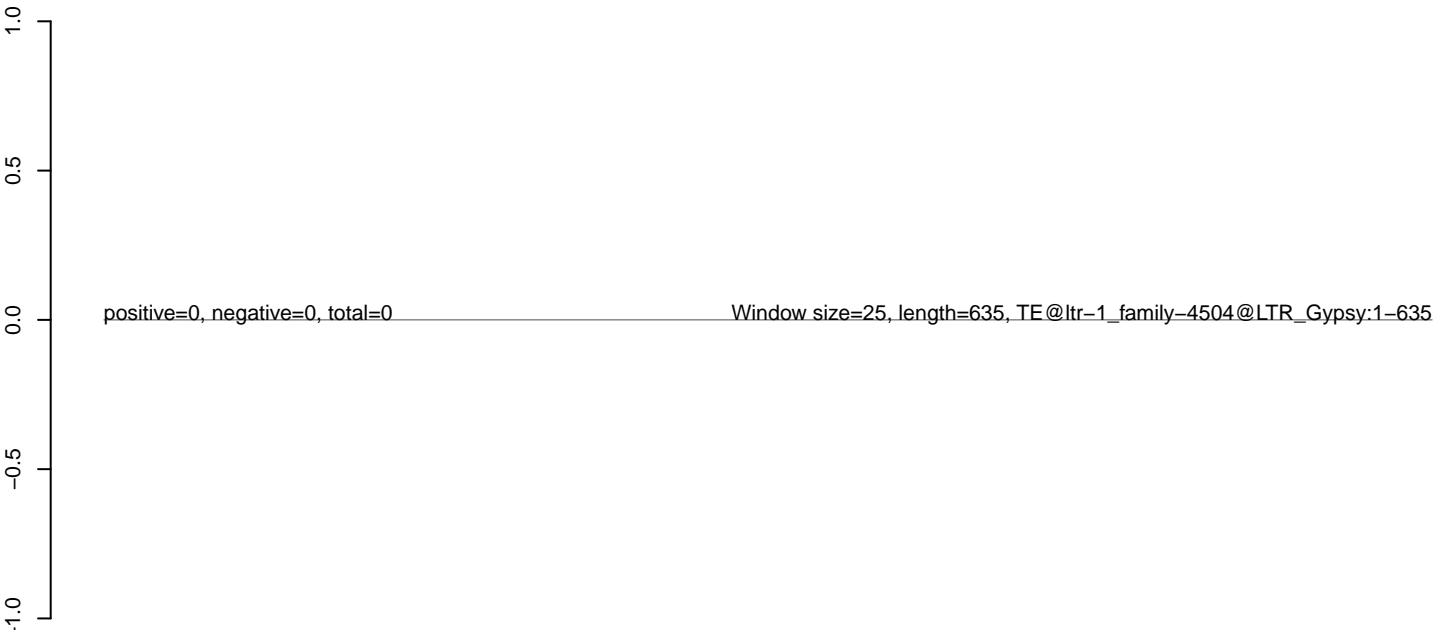 1.0
0.5
0.0
−0.5
−1.0
positive=0, negative=0, total=0
Window size=25, length=635, TE@ltr−1_family−4504@LTR_Gypsy:1−635